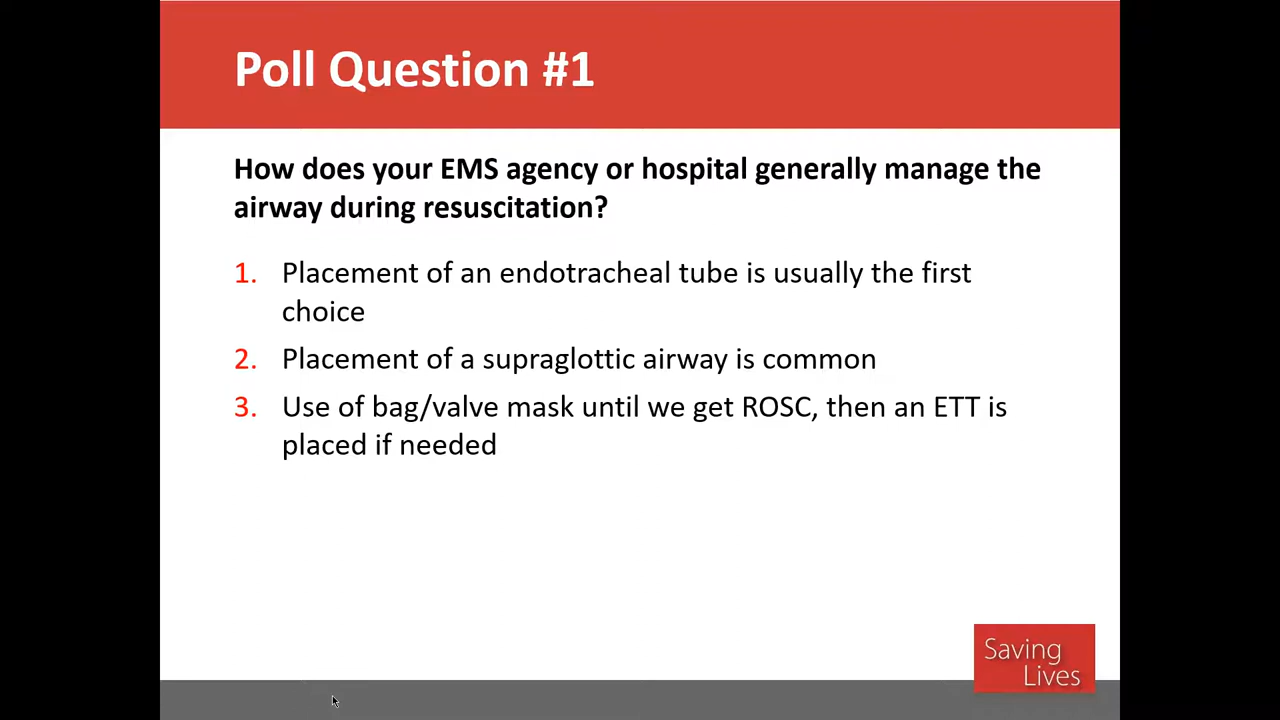 Poll Question #1
How does your EMS agency or hospital generally manage the
airway during resuscitation?
1. Placement of an endotracheal tube is usually the first
choice
2. Placement of a supraglottic airway is common
3. Use of bag/valve mask until we get ROSC, then an ETT is
placed if needed
Saving
Lives